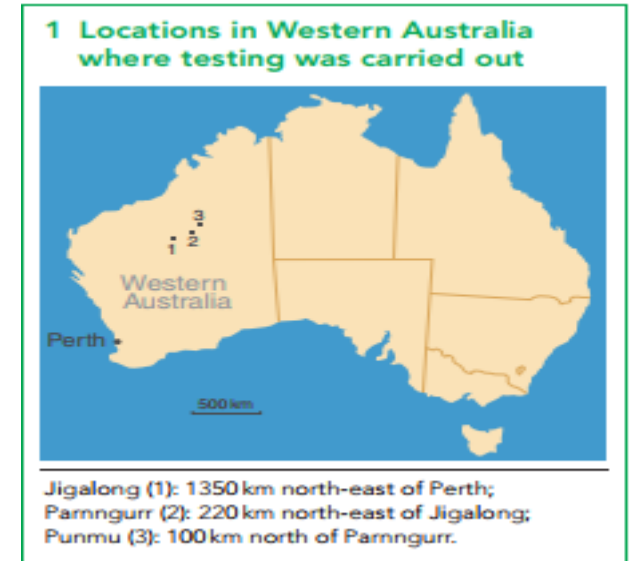 1 Locations in Western Australia
where testing was carried out
3
1 2
Western
Australia
Perth
500 km
Jigalong (1): 1350 km north-east of Perth;
Parnngurr (2): 220 km north-east of Jigalong;
Punmu (3): 100 km north of Parnngurr.